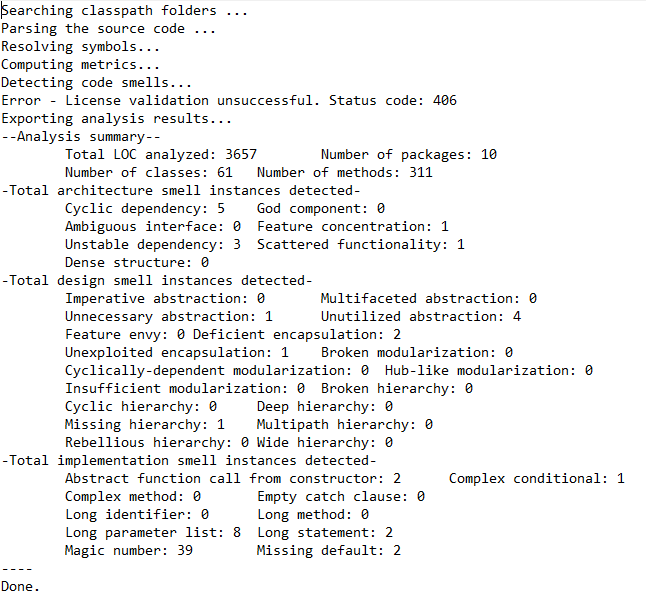 Searching classpath folders ...
Parsing the source code ...
Resolving symbols...
Computing metrics...
Detecting code smells...
Error - License validation unsuccessful. Status code: 406
Exporting analysis results...
--Analysis summary--
Total LOC analyzed: 3657 Number of packages: 10
Number of classes: 61 Number of methods: 311
-Total architecture smell instances detected-
Cyclic dependency: 5 God component: 0
Ambiguous interface: 0 Feature concentration: 1
Unstable dependency: 3 Scattered functionality: 1
Dense structure: 0
-Total design smell instances detected-
Imperative abstraction: 0 Multifaceted abstraction: 0
Unnecessary abstraction: 1 Unutilized abstraction: 4
Feature envy: 0 Deficient encapsulation: 2
Unexploited encapsulation: 1 Broken modularization: 0
Cyclically-dependent modularization: 0 Hub-like modularization: 0
Insufficient modularization: 0 Broken hierarchy: 0
Cyclic hierarchy: 0 Deep hierarchy: 0
Missing hierarchy: 1 Multipath hierarchy: 0
Rebellious hierarchy: 0 Wide hierarchy: 0
-Total implementation smell instances detected-
Abstract function call from constructor: 2 Complex conditional: 1
Complex method: 0 Empty catch clause: 0
Long identifier: 0 Long method: 0
Long parameter list: 8 Long statement: 2
Magic number: 39 Missing default: 2
----
Done.